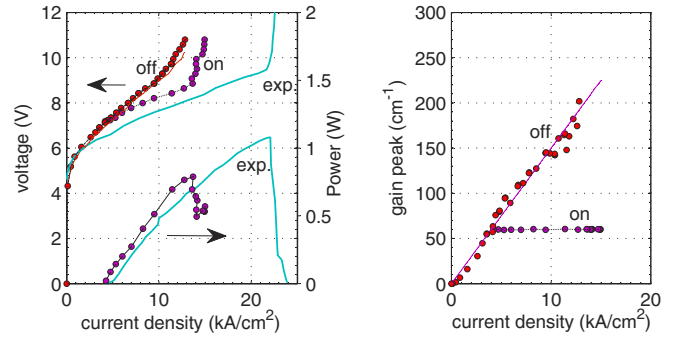 12
10
8
6
4
2
0
voltage (V)
off
on
exp.
exp.
2
1.5
1
0.5
0
Power (W)
0
10
20
current density (kA/cm²)
300
250
200
150
100
50
0
gain peak (cm⁻¹)
off
on
0
10
20
current density (kA/cm²)